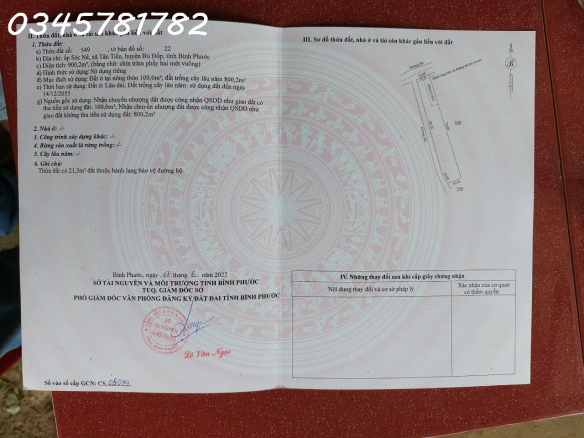 0345781782
II. Thửa đất, nhà ở và tài sản khác gắn liền với đất
1. Thửa đất:
a) Thửa đất số: 549 , tờ bản đồ số: 22
b) Địa chỉ: ấp Sóc Nê, xã Tân Tiến, huyện Bù Đốp, tỉnh Bình Phước
c) Diện tích: 900,2m², (bằng chữ: chín trăm phẩy hai mét vuông)
d) Hình thức sử dụng: Sử dụng riêng
đ) Mục đích sử dụng: Đất ở tại nông thôn 100,0m², Đất trồng cây lâu năm 800,2m²
e) Thời hạn sử dụng: Đất ở: Lâu dài; Đất trồng cây lâu năm: sử dụng đất đến ngày
14/12/2055
g) Nguồn gốc sử dụng: Nhận chuyển nhượng đất được công nhận QSDĐ như giao đất có
thu tiền sử dụng đất: 100,0m²; Nhận chuyển nhượng đất được công nhận QSDĐ như
giao đất không thu tiền sử dụng đất: 800,2m²
2. Nhà ở: -/-
3. Công trình xây dựng khác: -/-
4. Rừng sản xuất là rừng trồng: -/-
5. Cây lâu năm: -/-
6. Ghi chú:
Thửa đất có 21,3m² đất thuộc hành lang bảo vệ đường bộ
Bình Phước, ngày tháng năm 2022
SỞ TÀI NGUYÊN VÀ MÔI TRƯỜNG TỈNH BÌNH PHƯỚC
TUQ. GIÁM ĐỐC SỞ
PHÓ GIÁM ĐỐC VĂN PHÒNG ĐĂNG KÝ ĐẤT ĐAI TỈNH BÌNH PHƯỚC
Đỗ Văn Ngọc
Số vào sổ cấp GCN: CS
III. Sơ đồ thửa đất, nhà ở và tài sản khác gắn liền với đất
IV. Những thay đổi sau khi cấp giấy chứng nhận
Nội dung thay đổi và cơ sở pháp lý
Xác nhận của cơ quan
có thẩm quyền